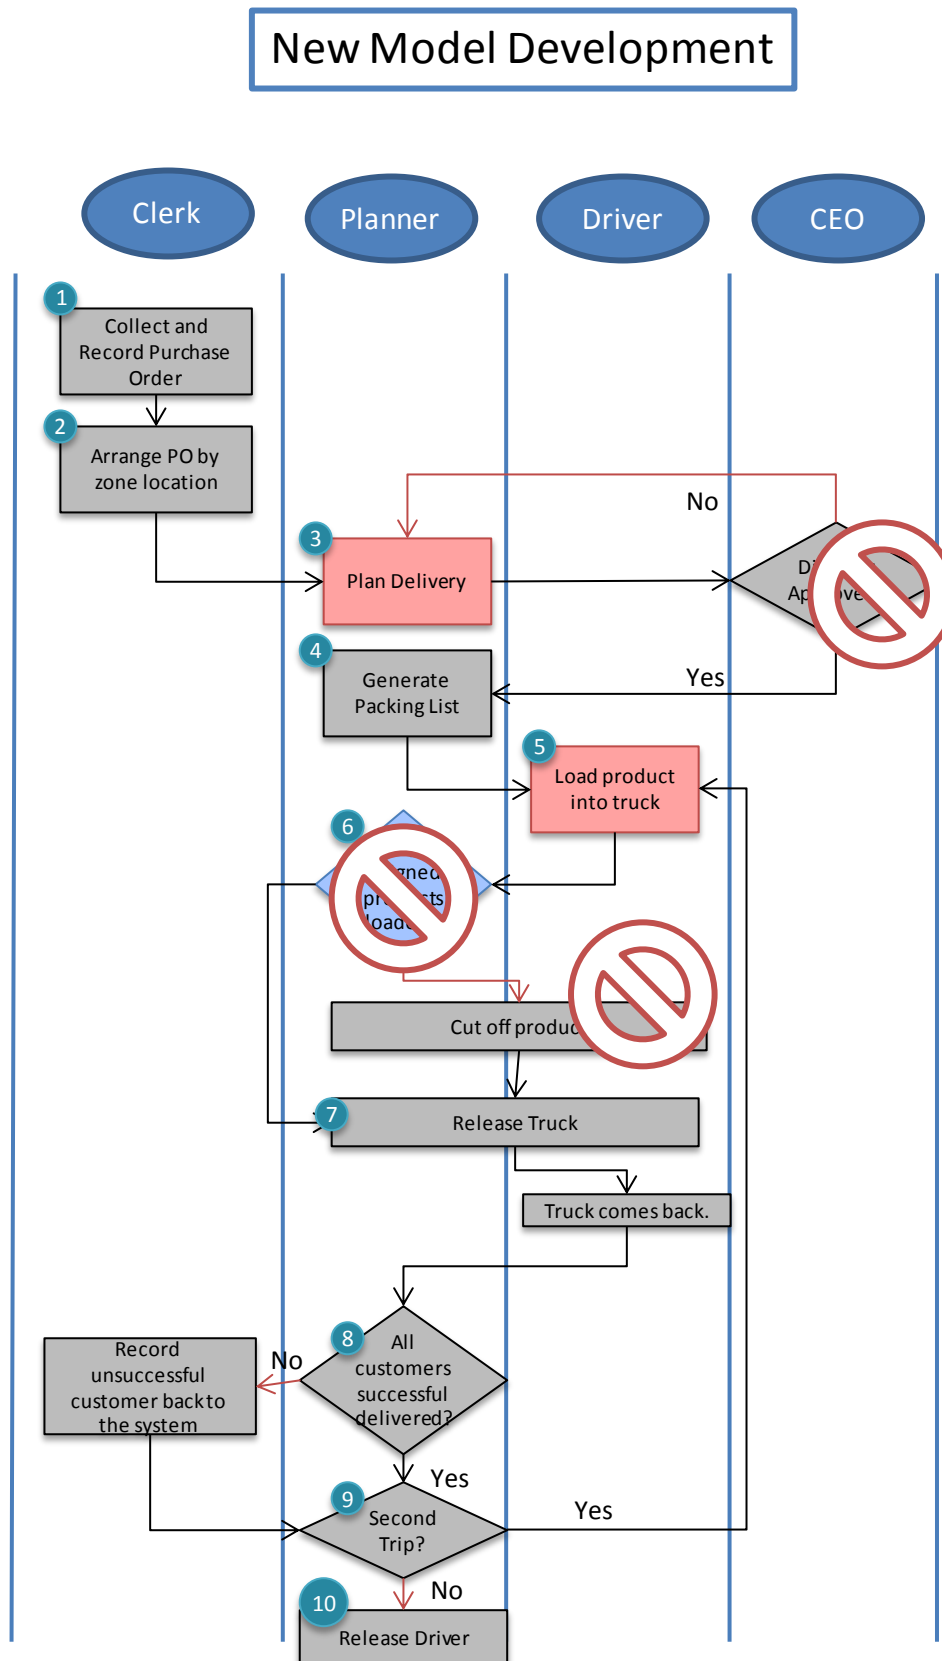 New Model Development
Clerk
Planner
Driver
CEO
1
Collect and
Record Purchase
Order
2
Arrange PO by
zone location
No
3
Plan Delivery
4
Generate
Packing List
Yes
5
Load product
into truck
6
Cut off
7
Release Truck
Truck comes back.
8
All
customers
successful
delivered?
No
Record
unsuccessful
customer back to
the system
Yes
9
Second
Trip?
Yes
No
10
Release Driver